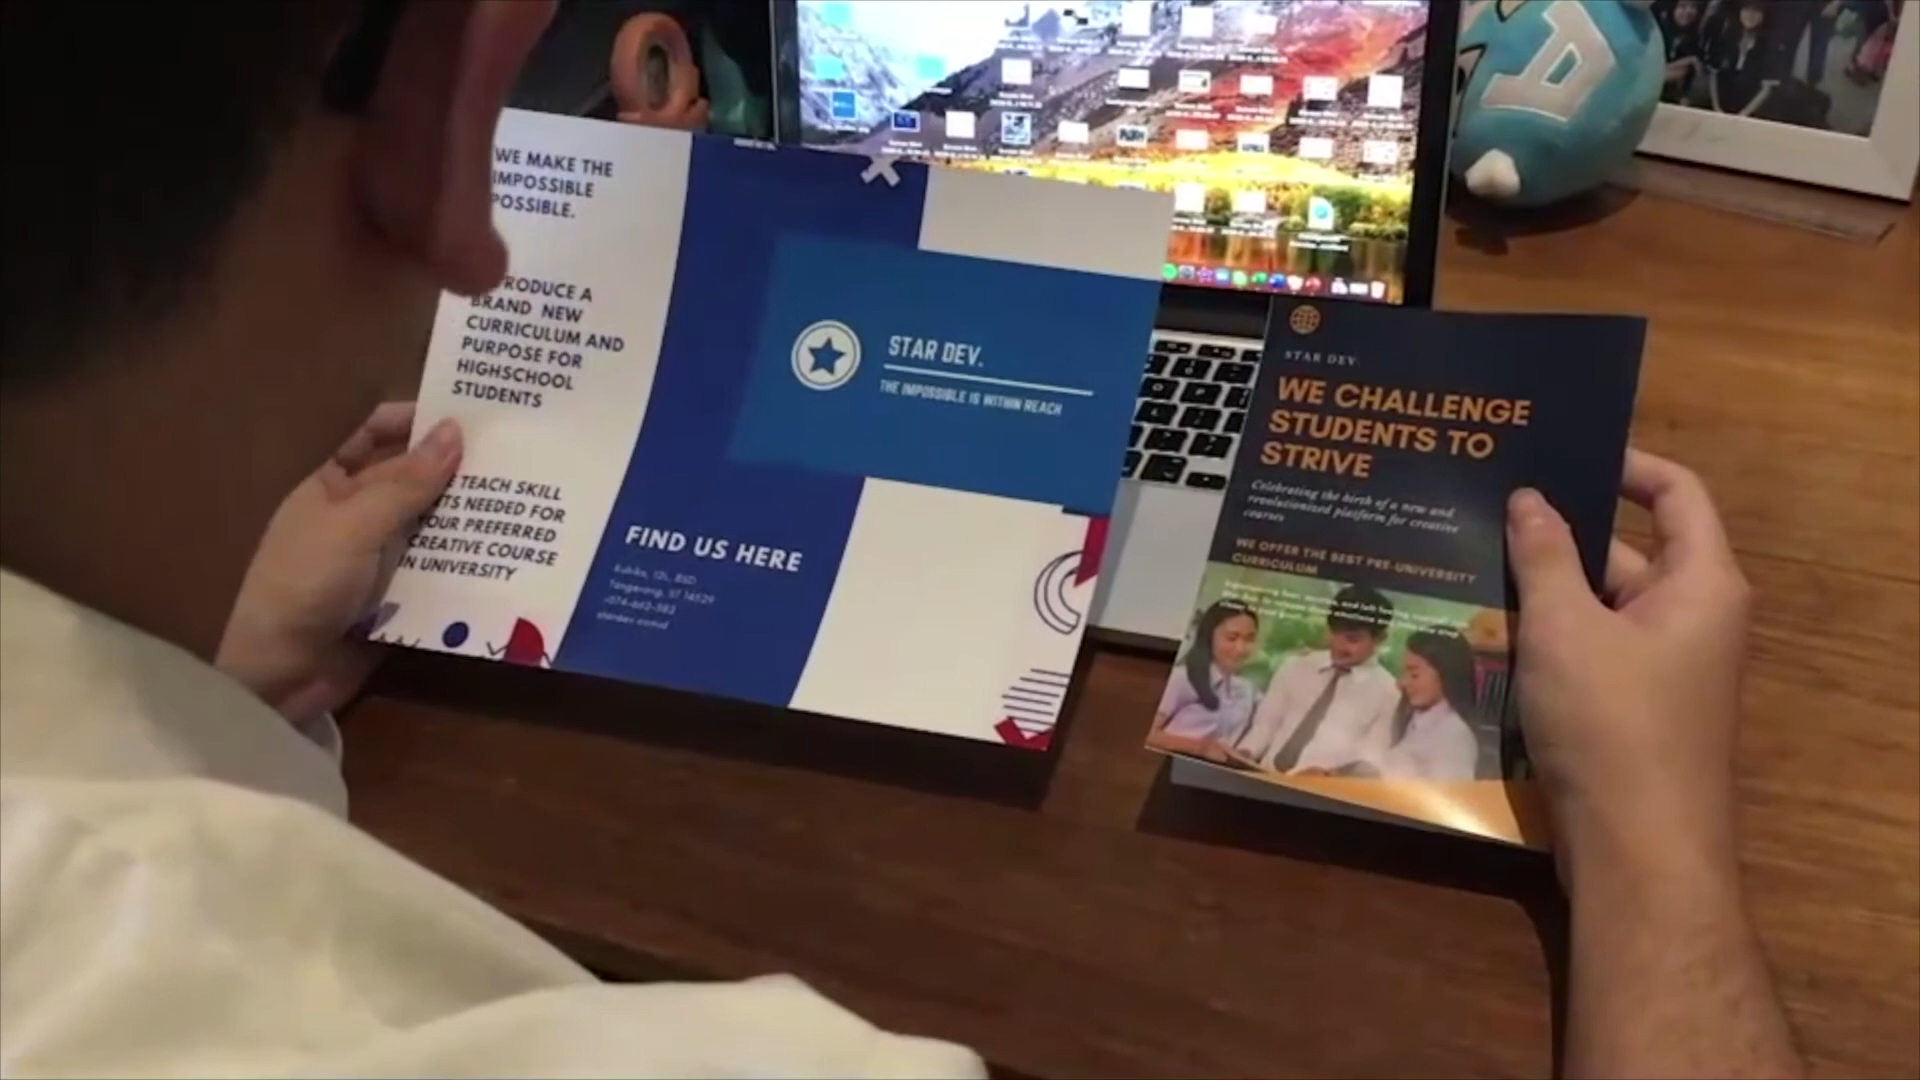 WE MAKE THE
IMPOSSIBLE
POSSIBLE.
RODUCE A
BRAND NEW
CURRICULUM AND
PURPOSE FOR
HIGHSCHOOL
STUDENTS
E TEACH SKILL
TS NEEDED FOR
YOUR PREFERRED
CREATIVE COURSE
IN UNIVERSITY
STAR DEV.
THE IMPOSSIBLE IS WITHIN REACH
FIND US HERE
STAR DEV.
WE CHALLENGE
STUDENTS TO
STRIVE
Celebrating the birth of a new and
revolutionized platform for creative
courses
WE OFFER THE BEST PRE-UNIVERSITY
CURRICULUM